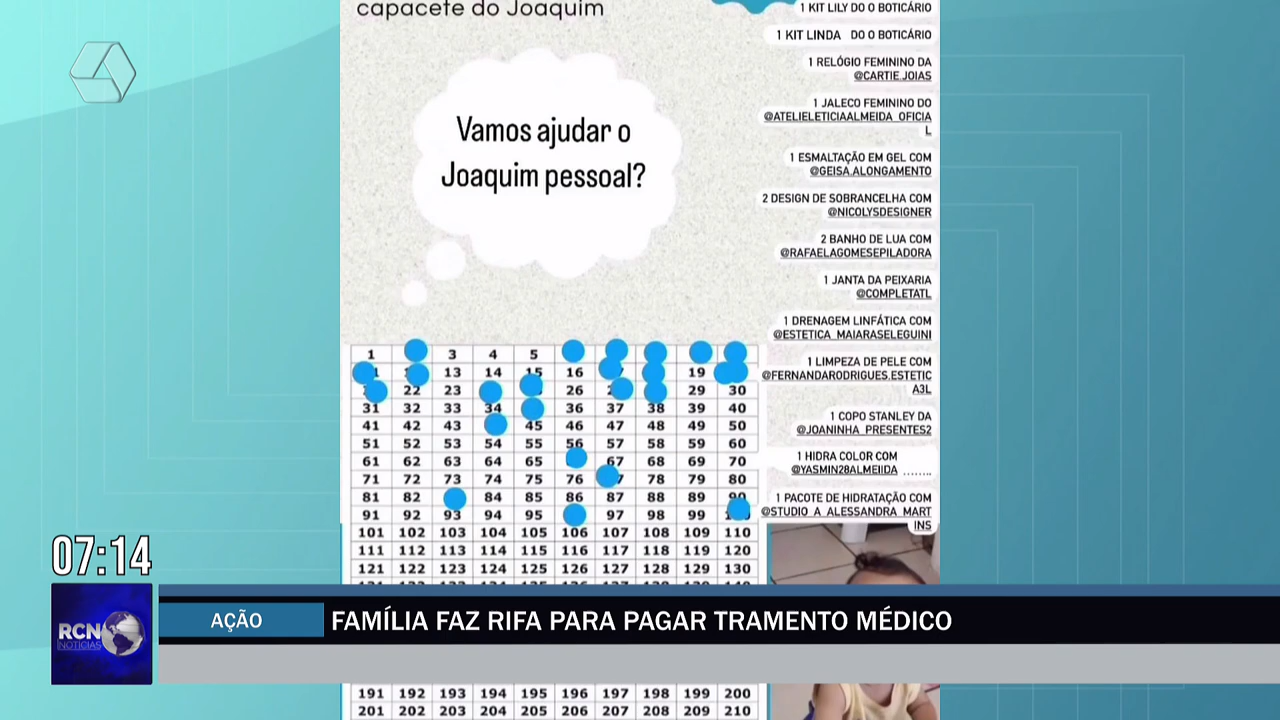 capacete do Joaquim
Vamos ajudar o
Joaquim pessoal?
1 KIT LILY DO O BOTICÁRIO
1 KIT LINDA DO O BOTICÁRIO
1 RELÓGIO FEMININO DA
@CARTIE.JOIAS
1 JALECO FEMININO DO
@ATELIELETICIAALMEIDA_OFICIA
L
1 ESMALTAÇÃO EM GEL COM
@GEISA.ALONGAMENTO
2 DESIGN DE SOBRANCELHA COM
@NICOLYSDESIGNER
2 BANHO DE LUA COM
@RAFAELAGOMESEPILADORA
1 JANTA DA PEIXARIA
@COMPLETATL
1 DRENAGEM LINFÁTICA COM
@ESTETICA_MAIARASELEGUINI
1 LIMPEZA DE PELE COM
@FERNANDARODRIGUES.ESTETIC
A3L
1 COPO STANLEY DA
@JOANINHA_PRESENTES2
1 HIDRA COLOR COM
@YASMIN28ALMEIIDA ........
1 PACOTE DE HIDRATAÇÃO COM
@STUDIO_A_ALESSANDRA_MART
INS
1 3 4 5
13 14 15 16 19
22 23 26 29 30
31 32 33 34 36 37 38 39 40
41 42 43 45 46 47 48 49 50
51 52 53 54 55 56 57 58 59 60
61 62 63 64 65 67 68 69 70
71 72 73 74 75 76 78 79 80
81 82 84 85 86 87 88 89 90
91 92 93 94 95 97 98 99
101 102 103 104 105 106 107 108 109 110
111 112 113 114 115 116 117 118 119 120
121 122 123 124 125 126 127 128 129 130
191 192 193 194 195 196 197 198 199 200
201 202 203 204 205 206 207 208 209 210
07:14
RCN
NOTÍCIAS
AÇÃO
FAMÍLIA FAZ RIFA PARA PAGAR TRAMENTO MÉDICO